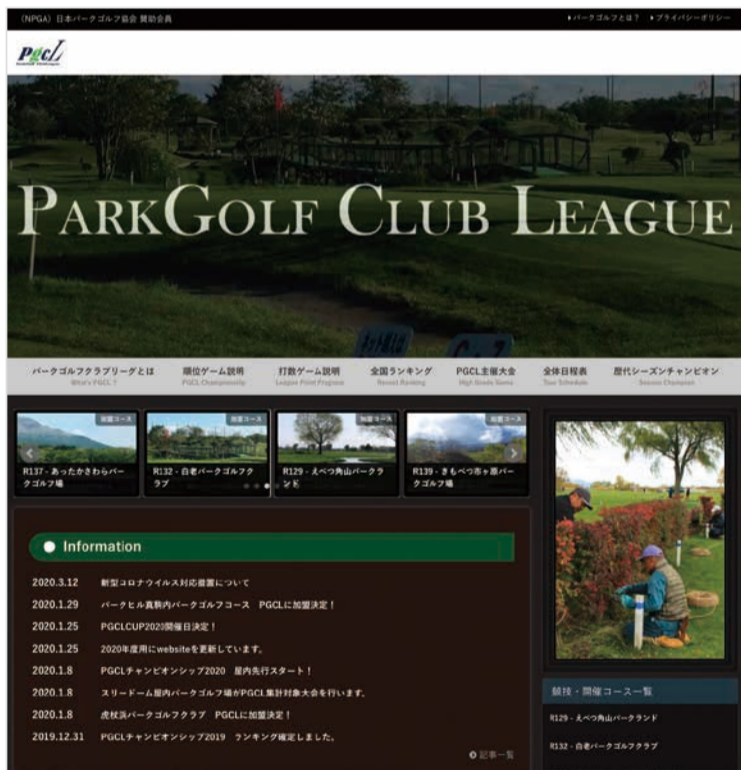 (NPGA) 日本パークゴルフ協会 賛助会員
パークゴルフとは？ プライバシーポリシー
PgcL
PARKGOLF CLUB LEAGUE
パークゴルフクラブリーグとは 順位ゲーム説明 打数ゲーム説明 全国ランキング PGCL主催大会 全体日程表 歴代シーズンチャンピオン
What's PGCL ? PGCL Championship League Point Progress Recent Ranking High Grade Game Tour Schedule Season Champion
加盟コース 加盟コース 加盟コース 加盟コース
R137 - あったかさわらパークゴルフ場
R132 - 白老パークゴルフクラブ
R129 - えべつ角山パークランド
R139 - きもべつ市ヶ原パークゴルフ場
Information
2020.3.12 新型コロナウイルス対応措置について
2020.1.29 パークヒル真駒内パークゴルフコース PGCLに加盟決定！
2020.1.25 PGCLCUP2020開催日決定！
2020.1.25 2020年度用にwebsiteを更新しています。
2020.1.8 PGCLチャンピオンシップ2020 屋内先行スタート！
2020.1.8 スリードーム屋内パークゴルフ場がPGCL集計対象大会を行います。
2020.1.8 虎杖浜パークゴルフクラブ PGCLに加盟決定！
2019.12.31 PGCLチャンピオンシップ2019 ランキング確定しました。
記事一覧
競技・開催コース一覧
R129 - えべつ角山パークランド
R132 - 白老パークゴルフクラブ